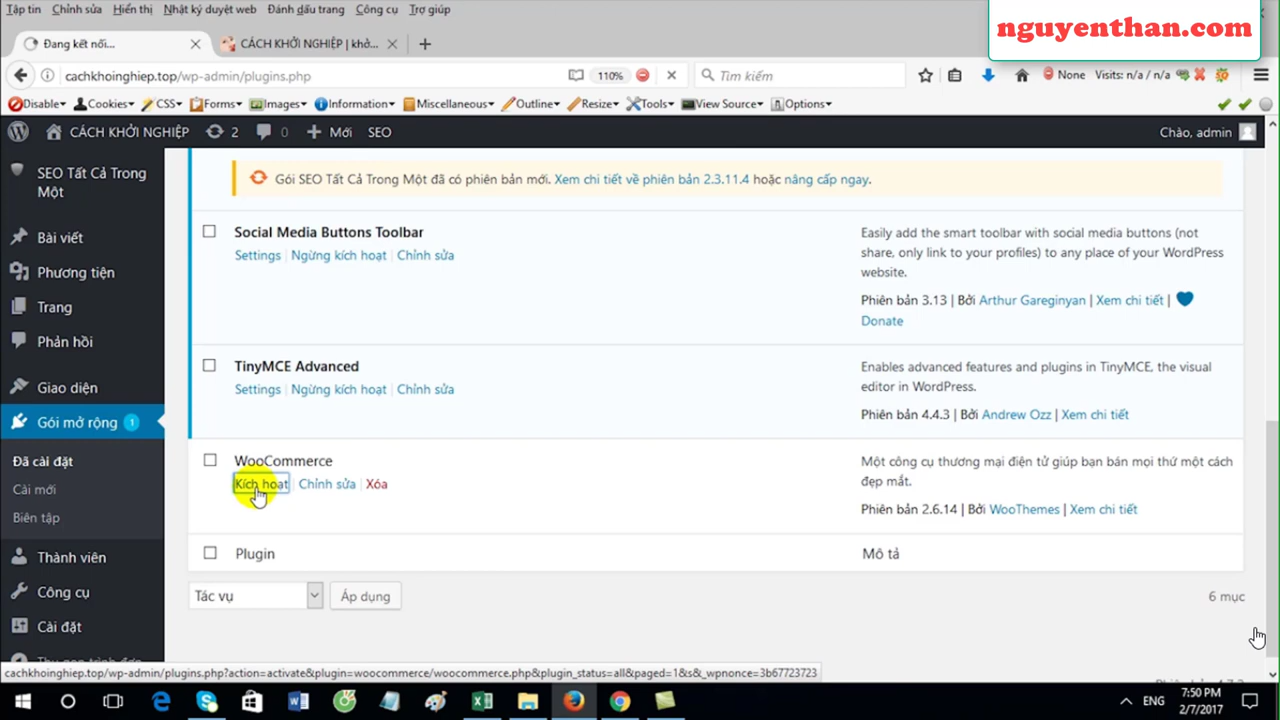 Tập tin Chỉnh sửa Hiển thị Nhật ký duyệt web Đánh dấu trang Công cụ Trợ giúp
nguyenthan.com
Đang kết nối... CÁCH KHỞI NGHIỆP | khở...
cachkhoinghiep.top/wp-admin/plugins.php 110% Tìm kiếm None Visits: n/a / n/a
Disable Cookies CSS Forms Images Information Miscellaneous Outline Resize Tools View Source Options
CÁCH KHỞI NGHIỆP 2 0 Mới SEO Chào, admin
SEO Tất Cả Trong
Một
Bài viết
Phương tiện
Trang
Phản hồi
Giao diện
Gói mở rộng 1
Đã cài đặt
Cài mới
Biên tập
Thành viên
Công cụ
Cài đặt
Gói SEO Tất Cả Trong Một đã có phiên bản mới. Xem chi tiết về phiên bản 2.3.11.4 hoặc nâng cấp ngay.
Social Media Buttons Toolbar
Settings | Ngừng kích hoạt | Chỉnh sửa
Easily add the smart toolbar with social media buttons (not
share, only link to your profiles) to any place of your WordPress
website.
Phiên bản 3.13 | Bởi Arthur Gareginyan | Xem chi tiết |
Donate
TinyMCE Advanced
Settings | Ngừng kích hoạt | Chỉnh sửa
Enables advanced features and plugins in TinyMCE, the visual
editor in WordPress.
Phiên bản 4.4.3 | Bởi Andrew Ozz | Xem chi tiết
WooCommerce
Kích hoạt | Chỉnh sửa | Xóa
Một công cụ thương mại điện tử giúp bạn bán mọi thứ một cách
đẹp mắt.
Phiên bản 2.6.14 | Bởi WooThemes | Xem chi tiết
Plugin Mô tả
Tác vụ Áp dụng 6 mục
cachkhoinghiep.top/wp-admin/plugins.php?action=activate&plugin=woocommerce/woocommerce.php&plugin_status=all&paged=1&s&_wpnonce=3b67723723
ENG 7:50 PM
2/7/2017